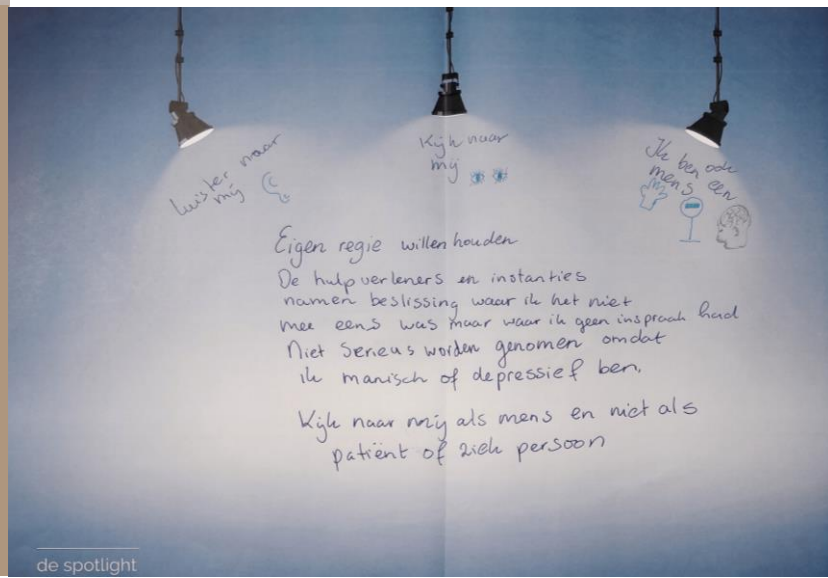 luister naar
mij
Kijk naar
mij
Ik ben ook
mens een
Eigen regie willen houden
De hulpverleners en instanties
namen beslissing waar ik het niet
mee eens was maar waar ik geen inspraak had
Niet Serieus worden genomen omdat
ik manisch of depressief ben.
Kijk naar mij als mens en niet als
patiënt of ziek persoon
de spotlight